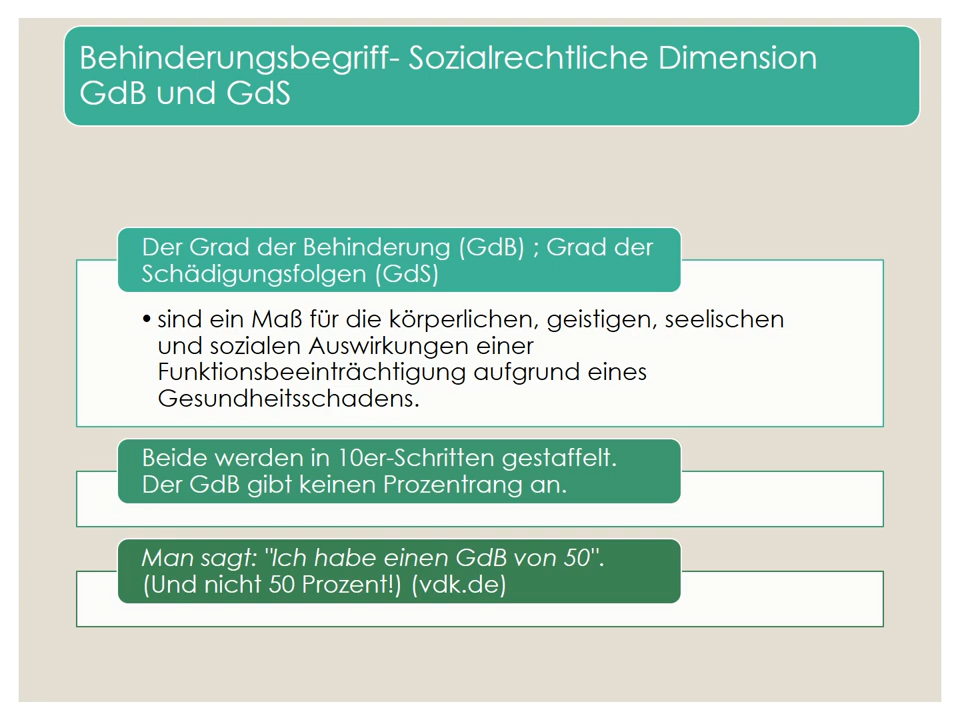 Behinderungsbegriff- Sozialrechtliche Dimension
GdB und GdS
Der Grad der Behinderung (GdB) ; Grad der
Schädigungsfolgen (GdS)
• sind ein Maß für die körperlichen, geistigen, seelischen
und sozialen Auswirkungen einer
Funktionsbeeinträchtigung aufgrund eines
Gesundheitsschadens.
Beide werden in 10er-Schritten gestaffelt.
Der GdB gibt keinen Prozentrang an.
Man sagt: "Ich habe einen GdB von 50".
(Und nicht 50 Prozent!) (vdk.de)